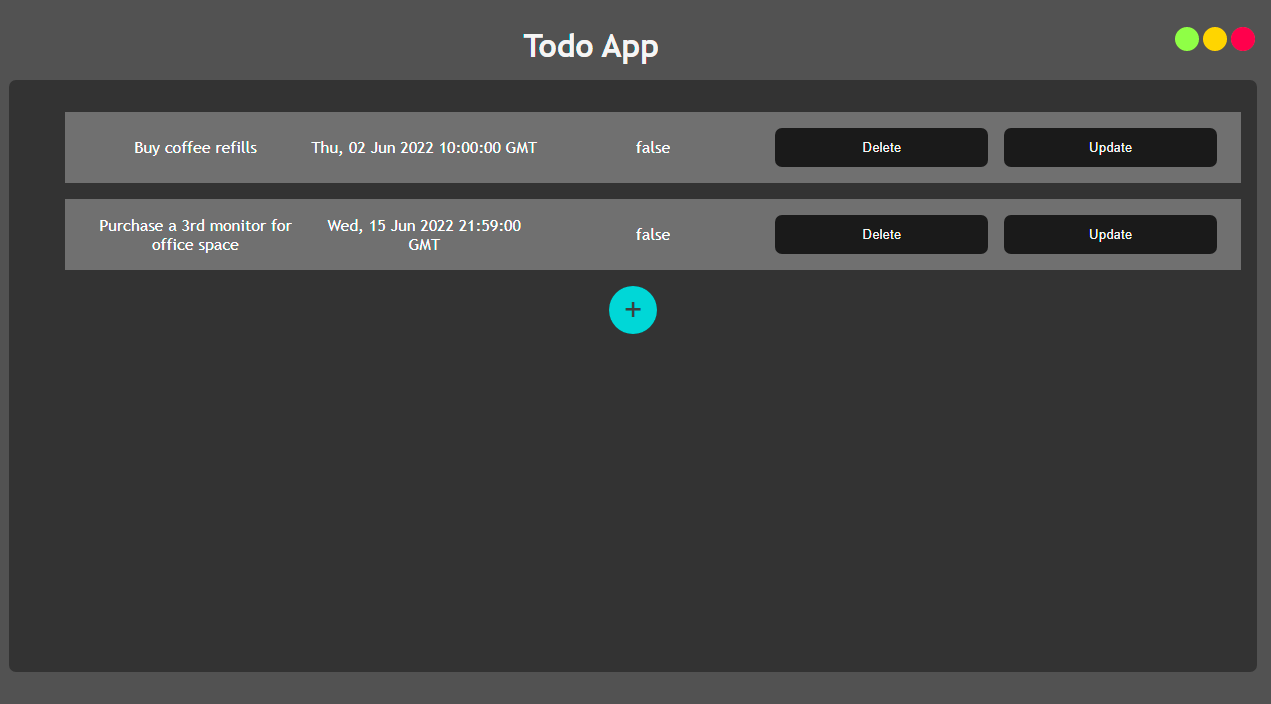 Todo App
Buy coffee refills
Thu, 02 Jun 2022 10:00:00 GMT
false
Delete
Update
Purchase a 3rd monitor for
office space
Wed, 15 Jun 2022 21:59:00
GMT
false
Delete
Update
+